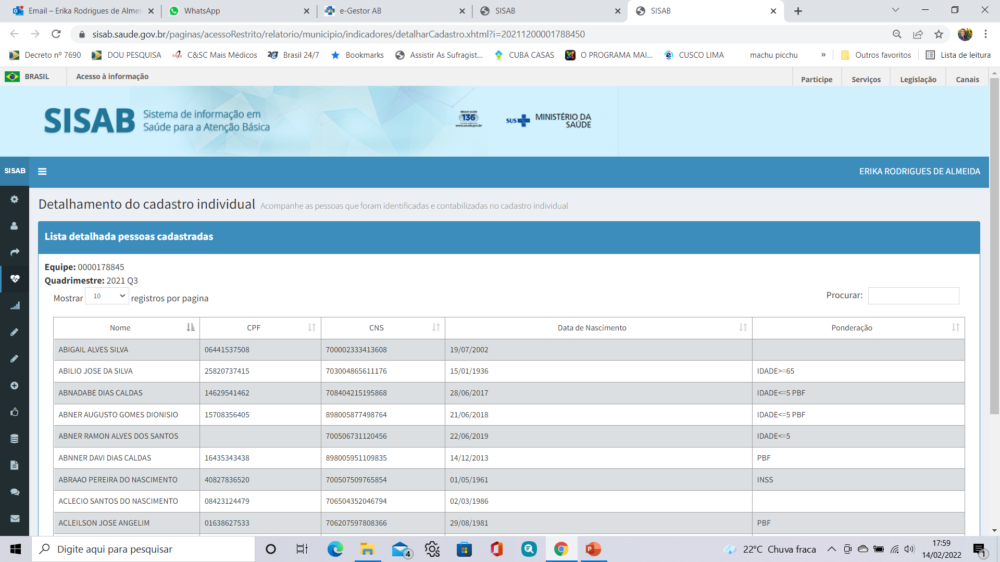 Email – Erika Rodrigues de Almei
WhatsApp
e-Gestor AB
SISAB
SISAB
sisab.saude.gov.br/paginas/acessoRestrito/relatorio/municipio/indicadores/detalharCadastro.xhtml?i=20211200001788450
Decreto nº 7690
DOU PESQUISA
C&SC Mais Médicos
247 Brasil 24/7
Bookmarks
Assistir As Sufragist...
CUBA CASAS
O PROGRAMA MAI...
CUSCO LIMA
machu picchu
»
Outros favoritos
Lista de leitura
BRASIL
Acesso à informação
Participe
Serviços
Legislação
Canais
SISAB
Sistema de informação em
Saúde para a Atenção Básica
136
www.saude.gov.br
SUS
MINISTÉRIO DA
SAÚDE
SISAB
ERIKA RODRIGUES DE ALMEIDA
Detalhamento do cadastro individual Acompanhe as pessoas que foram identificadas e contabilizadas no cadastro individual
Lista detalhada pessoas cadastradas
Equipe: 0000178845
Quadrimestre: 2021 Q3
Mostrar 10 registros por pagina
Procurar:
Nome CPF CNS Data de Nascimento Ponderação
ABIGAIL ALVES SILVA 06441537508 700002333413608 19/07/2002
ABILIO JOSE DA SILVA 25820737415 703004865611176 15/01/1936 IDADE>=65
ABNADABE DIAS CALDAS 14629541462 708404215195868 28/06/2017 IDADE<=5 PBF
ABNER AUGUSTO GOMES DIONISIO 15708356405 898005877498764 21/06/2018 IDADE<=5 PBF
ABNER RAMON ALVES DOS SANTOS 700506731120456 22/06/2019 IDADE<=5
ABNNER DAVI DIAS CALDAS 16435343438 898005951109835 14/12/2013 PBF
ABRAAO PEREIRA DO NASCIMENTO 40827836520 700507509765854 01/05/1961 INSS
ACLECIO SANTOS DO NASCIMENTO 08423124479 706504352046794 02/03/1986
ACLEILSON JOSE ANGELIM 01638627533 706207597808366 29/08/1981 PBF
Digite aqui para pesquisar
4
22°C Chuva fraca
17:59
14/02/2022
1